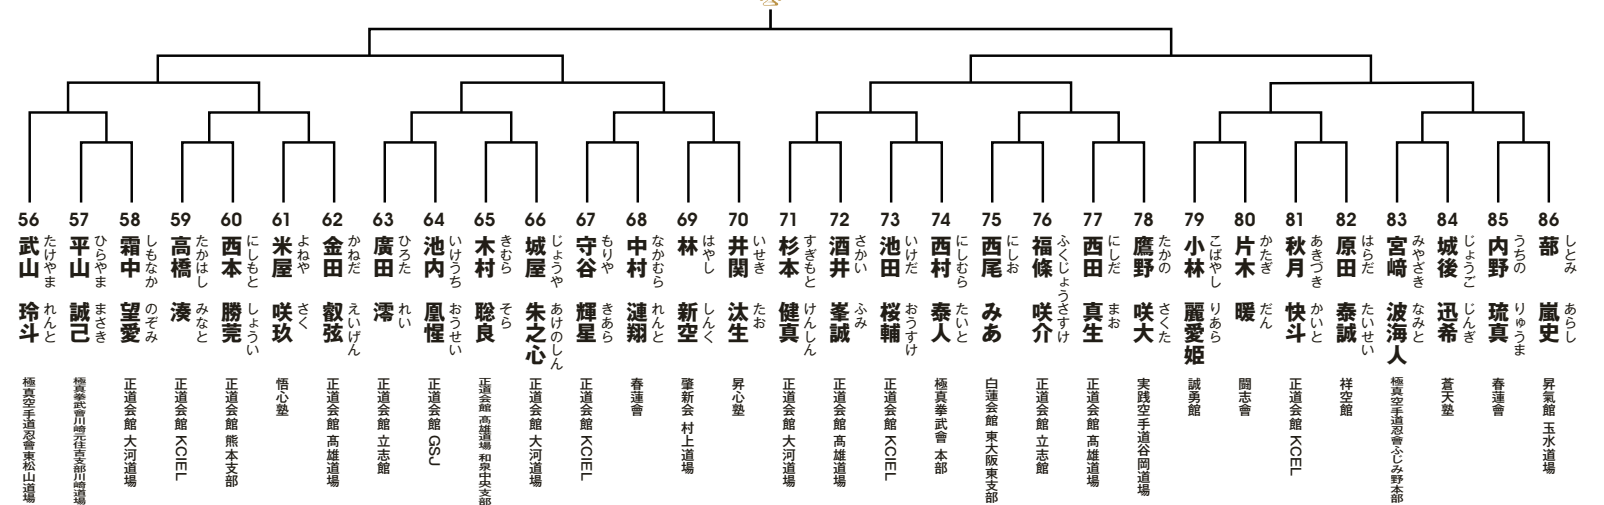 56 武山 玲斗 たけやま れんと 極真空手道忍會東松山道場
57 平山 誠己 ひらやま まさき 極真拳武會川崎元住吉支部川崎道場
58 霜中 望愛 しもなか のぞみ 正道会館 大河道場
59 高橋 湊 たかはし みなと 正道会館 KCIEL
60 西本 勝莞 にしもと しょうい 正道会館 熊本支部
61 米屋 咲玖 よねや さく 悟心塾
62 金田 叡弦 かねだ えいげん 正道会館 髙雄道場
63 廣田 澪 ひろた れい 正道会館 立志館
64 池内 凰惺 いけうち おうせい 正道会館 GSJ
65 木村 聡良 きむら そら 正道会館 髙雄道場 和泉中央支部
66 城屋 朱之心 じょうや あけのしん 正道会館 大河道場
67 守谷 輝星 もりや きあら 正道会館 KCIEL
68 中村 漣翔 なかむら れんと 春蓮會
69 林 新空 はやし しんく 肇新会 村上道場
70 井関 汰生 いせき たお 昇心塾
71 杉本 健真 すぎもと けんしん 正道会館 大河道場
72 酒井 峯誠 さかい ふみ 正道会館 髙雄道場
73 池田 桜輔 いけだ おうすけ 正道会館 KCIEL
74 西村 泰人 にしむら たいと 極真拳武會 本部
75 西尾 みあ にしお 白蓮会館 東大阪東支部
76 福條 咲介 ふくじょう さすけ 正道会館 立志館
77 西田 真生 にしだ まお 正道会館 髙雄道場
78 鷹野 咲大 たかの さくた 実践空手道谷岡道場
79 小林 麗愛姫 こばやし りあら 誠勇館
80 片木 暖 かたぎ だん 闘志會
81 秋月 快斗 あきづき かいと 正道会館 KCEL
82 原田 泰誠 はらだ たいせい 祥空館
83 宮﨑 波海人 みやざき なみと 極真空手道忍會ふじみ野本部
84 城後 迅希 じょうご じんぎ 蒼天塾
85 内野 琉真 うちの りゅうま 春蓮會
86 蔀 嵐史 しとみ あらし 昇氣館 玉水道場